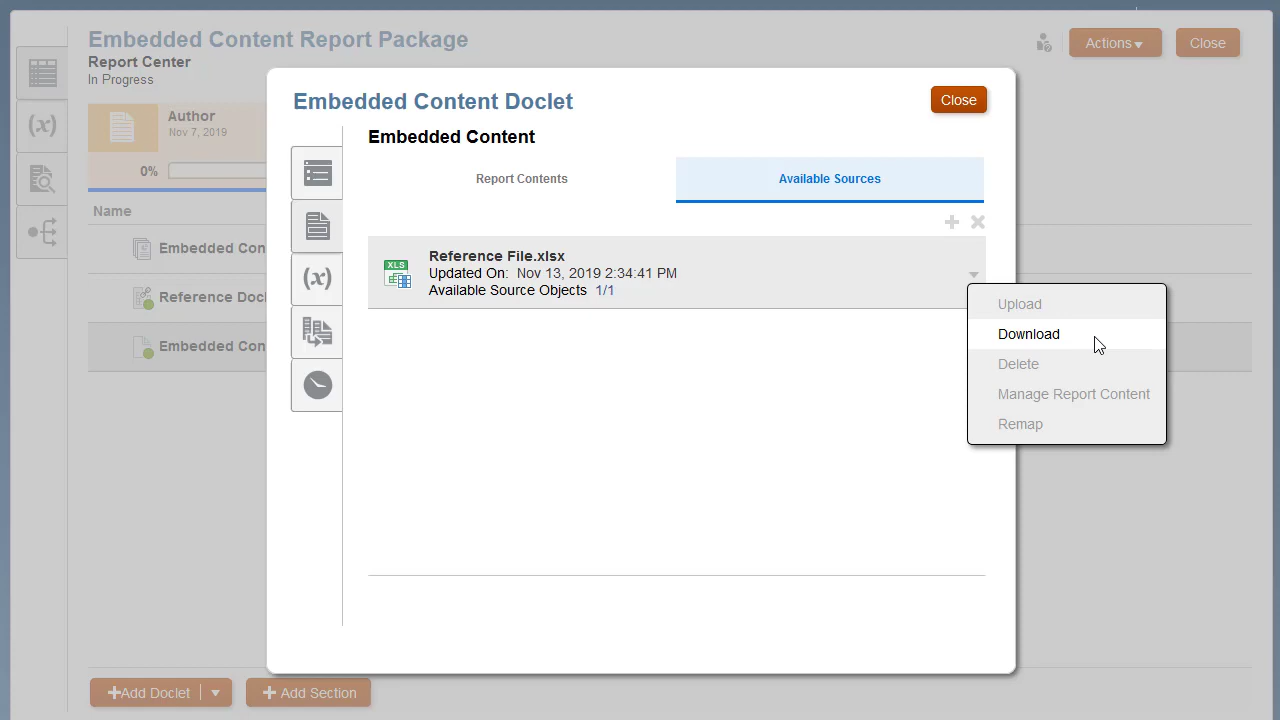 Embedded Content Report Package
Report Center
In Progress
Actions
Close
Author
Nov 7, 2019
0%
Name
Embedded Con
Reference Docl
Embedded Con
(x)
Embedded Content Doclet
Close
Embedded Content
Report Contents
Available Sources
XLS
Reference File.xlsx
Updated On: Nov 13, 2019 2:34:41 PM
Available Source Objects 1/1
(x)
Upload
Download
Delete
Manage Report Content
Remap
Add Doclet
Add Section